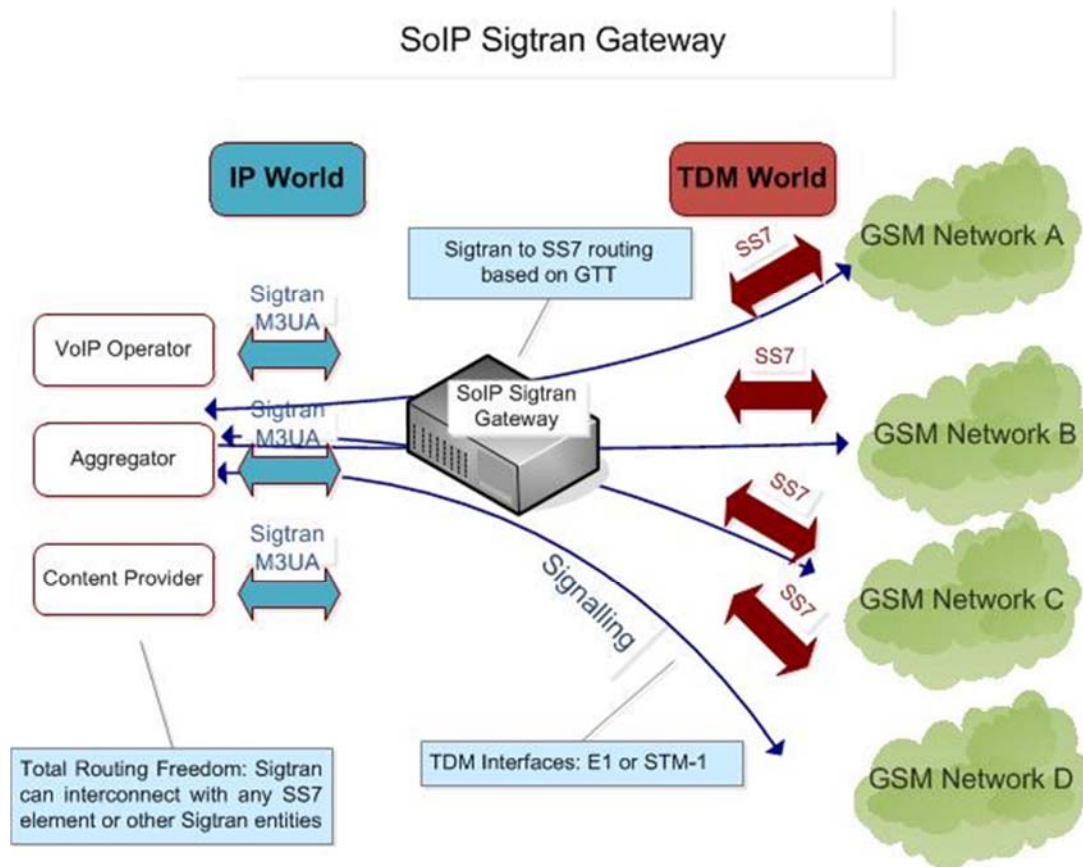 SoIP Sigtran Gateway
IP World
TDM World
GSM Network A
SS7
Sigtran to SS7 routing
based on GTT
Sigtran
M3UA
VoIP Operator
SS7
SoIP Sigtran
Gateway
GSM Network B
Sigtran
M3UA
Aggregator
SS7
Sigtran
M3UA
Content Provider
Signalling
SS7
GSM Network C
TDM Interfaces: E1 or STM-1
Total Routing Freedom: Sigtran
can interconnect with any SS7
element or other Sigtran entities
GSM Network D